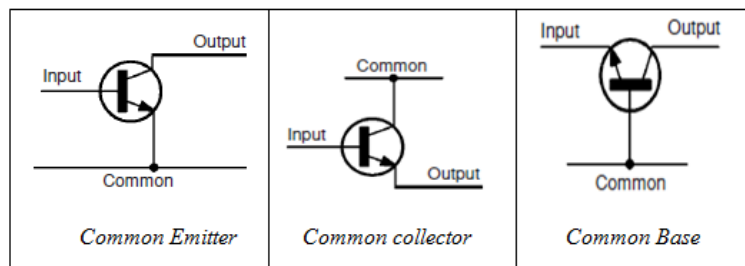 Output
Input
Common
Common Emitter
Common
Input
Output
Common collector
Input
Output
Common
Common Base